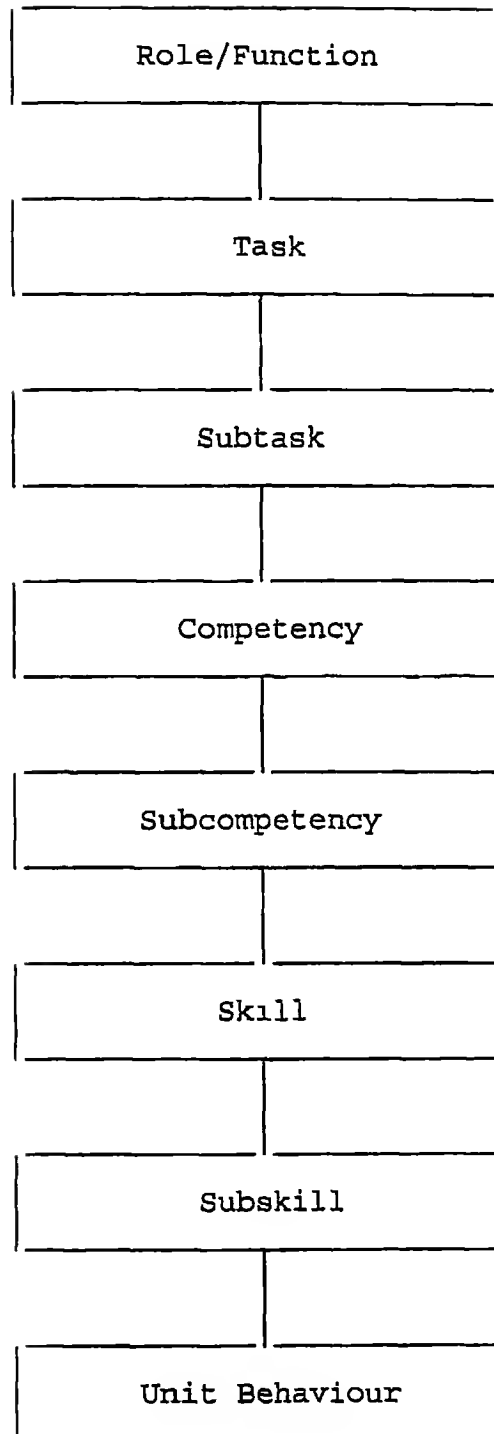 Role/Function
Task
Subtask
Competency
Subcompetency
Skill
Subskill
Unit Behaviour